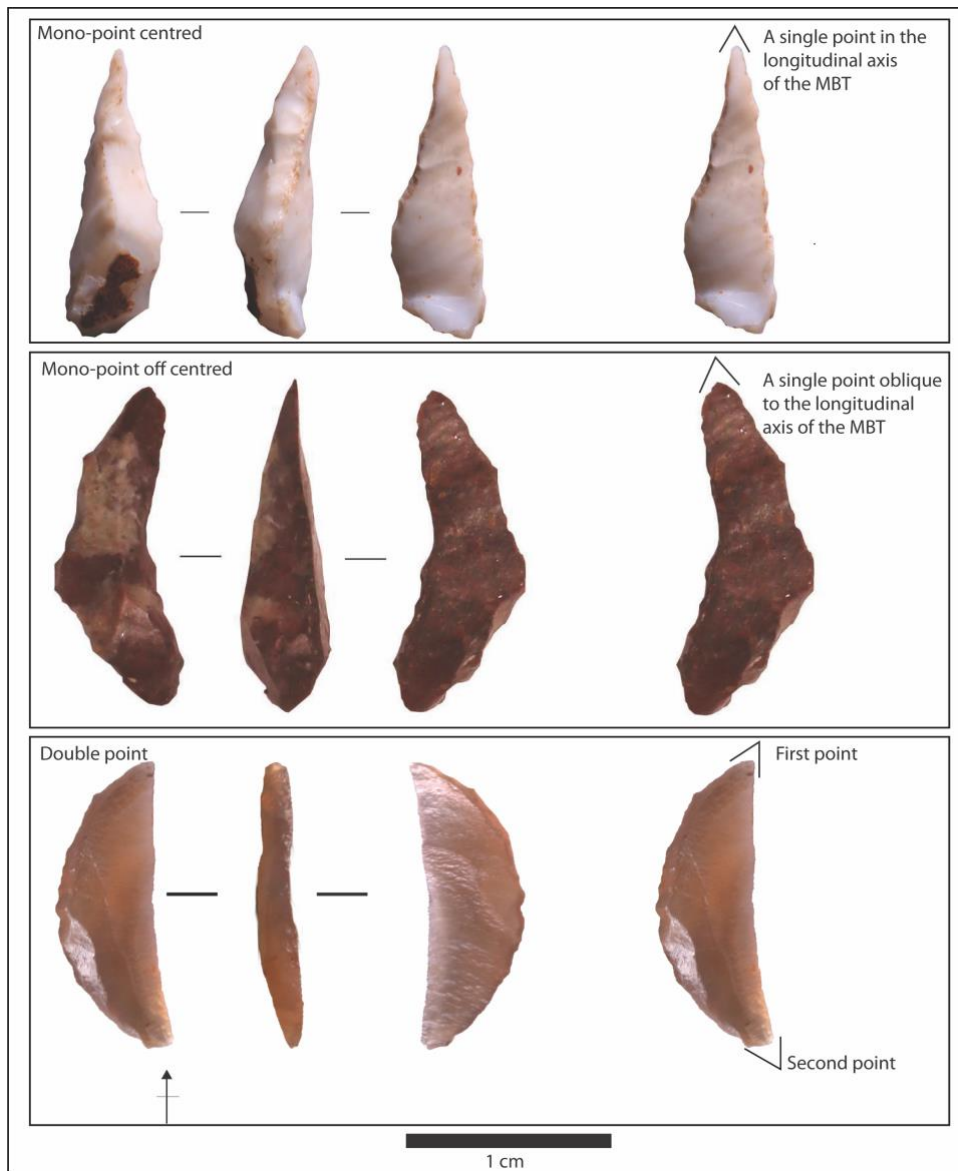 Mono-point centred
A single point in the
longitudinal axis
of the MBT
Mono-point off centred
A single point oblique
to the longitudinal
axis of the MBT
Double point
First point
Second point
1 cm